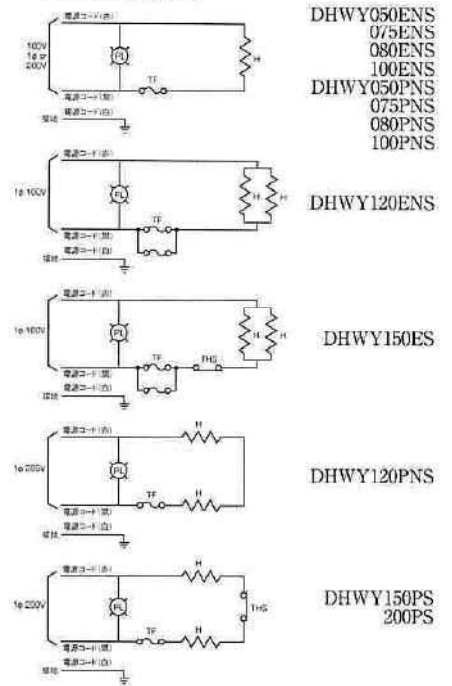 電源コード(赤)
100V
1φ or
200V
PL
H
TF
電源コード(黒)
電源コード(白)
接地
DHWY050ENS
075ENS
080ENS
100ENS
DHWY050PNS
075PNS
080PNS
100PNS
電源コード(赤)
1φ 100V
PL
H
H
TF
電源コード(黒)
電源コード(白)
接地
DHWY120ENS
電源コード(赤)
1φ 100V
PL
H
H
TF
THS
電源コード(黒)
電源コード(白)
接地
DHWY150ES
電源コード(赤)
H
1φ 200V
PL
TF
H
電源コード(黒)
電源コード(白)
接地
DHWY120PNS
電源コード(赤)
H
1φ 200V
PL
THS
TF
H
電源コード(黒)
電源コード(白)
接地
DHWY150PS
200PS